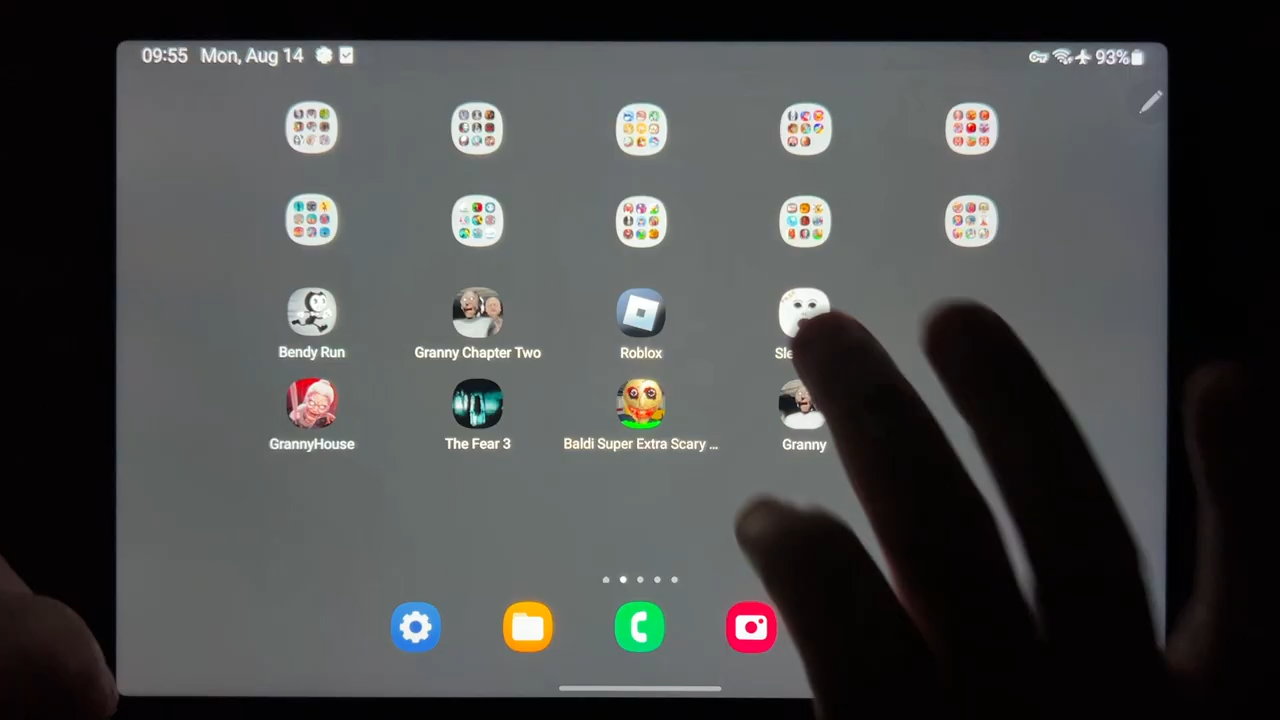 09:55 Mon, Aug 14
93%
Bendy Run
Granny Chapter Two
Roblox
GrannyHouse
The Fear 3
Baldi Super Extra Scary ...
Granny